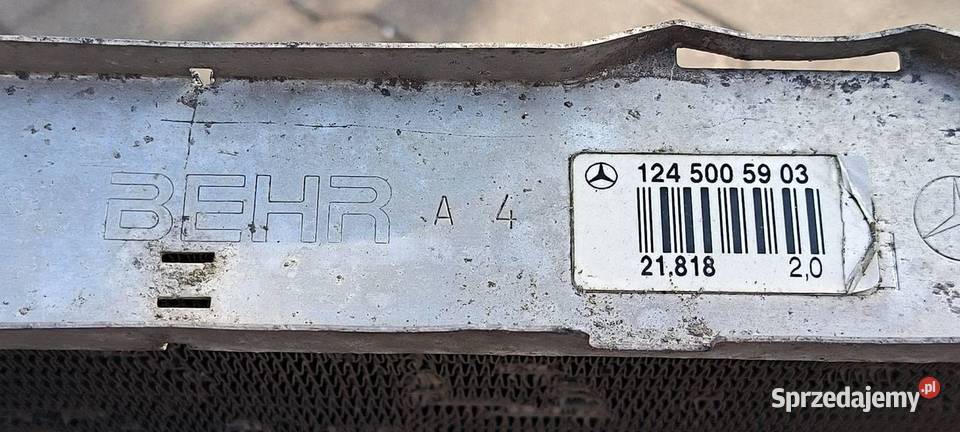 BEHR A 4
124 500 59 03
21.818 2,0
Sprzedajemy.pl